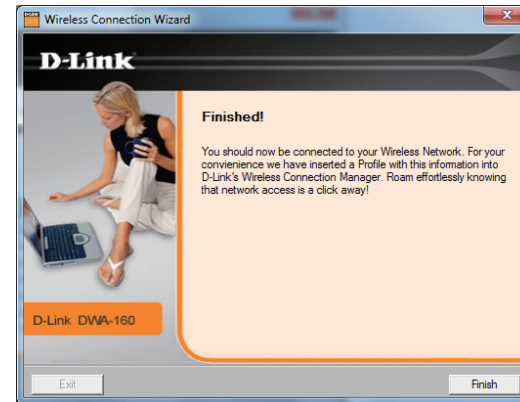 Wireless Connection Wizard
D-Link
Finished!
You should now be connected to your Wireless Network. For your
convienience we have inserted a Profile with this information into
D-Link's Wireless Connection Manager. Roam effortlessly knowing
that network access is a click away!
D-Link DWA-160
Exit
Finish